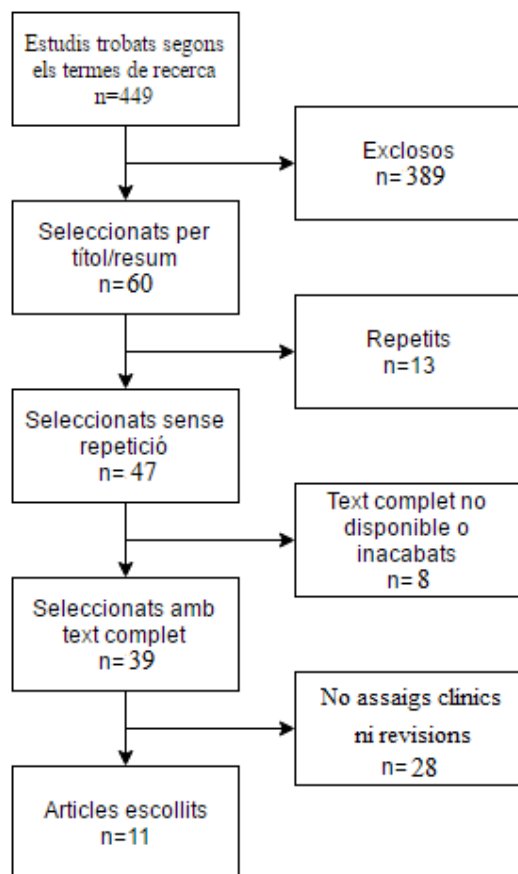 Estudis trobats segons
els termes de recerca
n=449
Exclosos
n= 389
Seleccionats per
títol/resum
n=60
Repetits
n=13
Seleccionats sense
repetició
n= 47
Text complet no
disponible o
inacabats
n= 8
Seleccionats amb
text complet
n= 39
No assaigs clínics
ni revisions
n= 28
Articles escollits
n=11